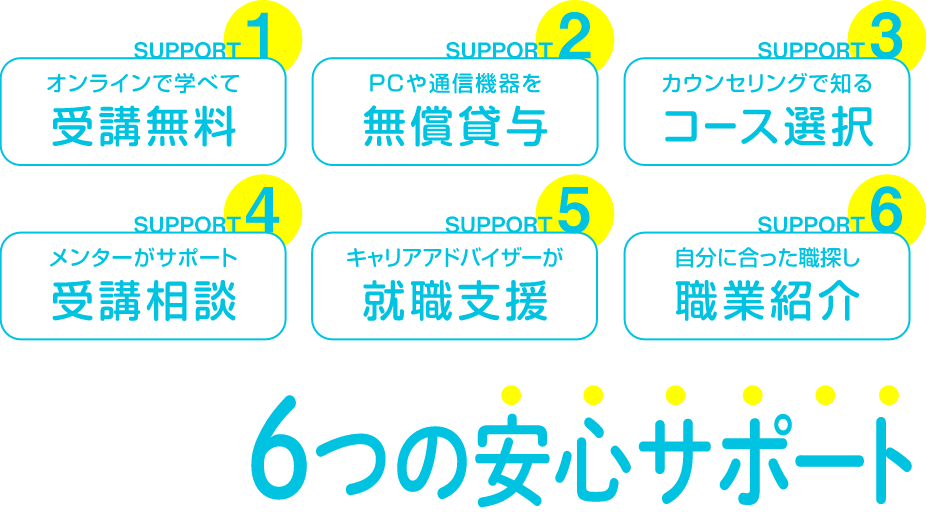 SUPPORT 1
オンラインで学べて
受講無料
SUPPORT 2
PCや通信機器を
無償貸与
SUPPORT 3
カウンセリングで知る
コース選択
SUPPORT 4
メンターがサポート
受講相談
SUPPORT 5
キャリアアドバイザーが
就職支援
SUPPORT 6
自分に合った職探し
職業紹介
6つの安心サポート